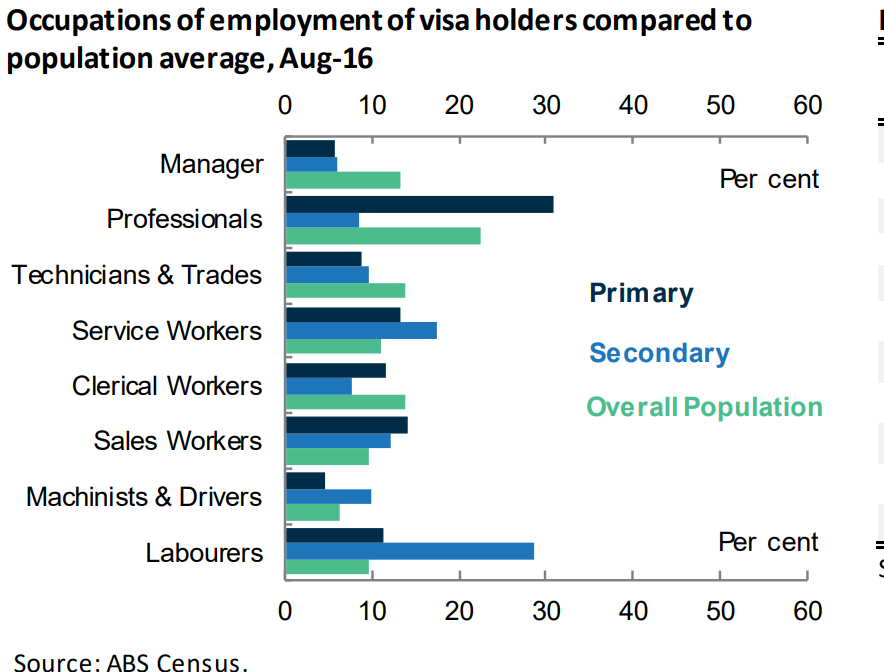 Occupations of employment of visa holders compared to
population average, Aug-16
0 10 20 30 40 50 60
Manager
Per cent
Professionals
Technicians & Trades
Primary
Service Workers
Secondary
Clerical Workers
Overall Population
Sales Workers
Machinists & Drivers
Per cent
Labourers
0 10 20 30 40 50 60
Source: ABS Census.